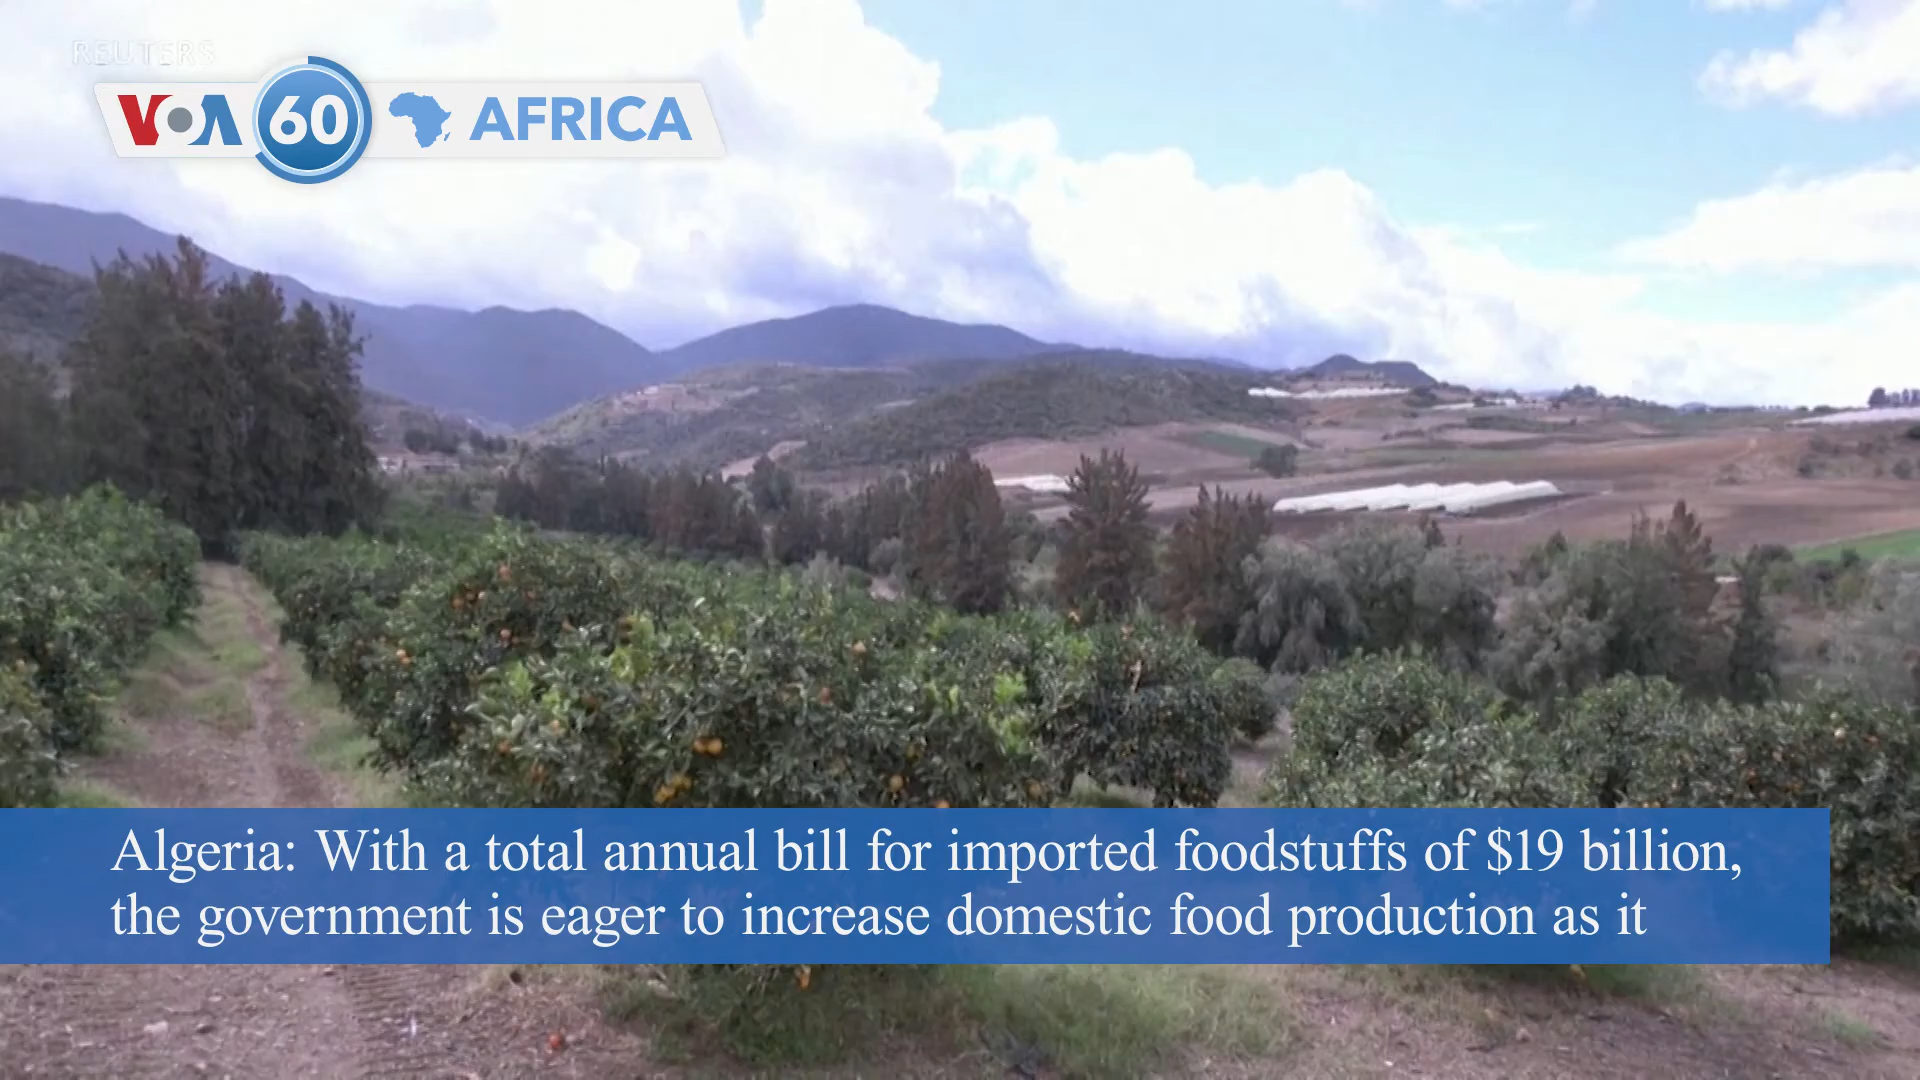 REUTERS
VOA 60 AFRICA
Algeria: With a total annual bill for imported foodstuffs of $19 billion,
the government is eager to increase domestic food production as it